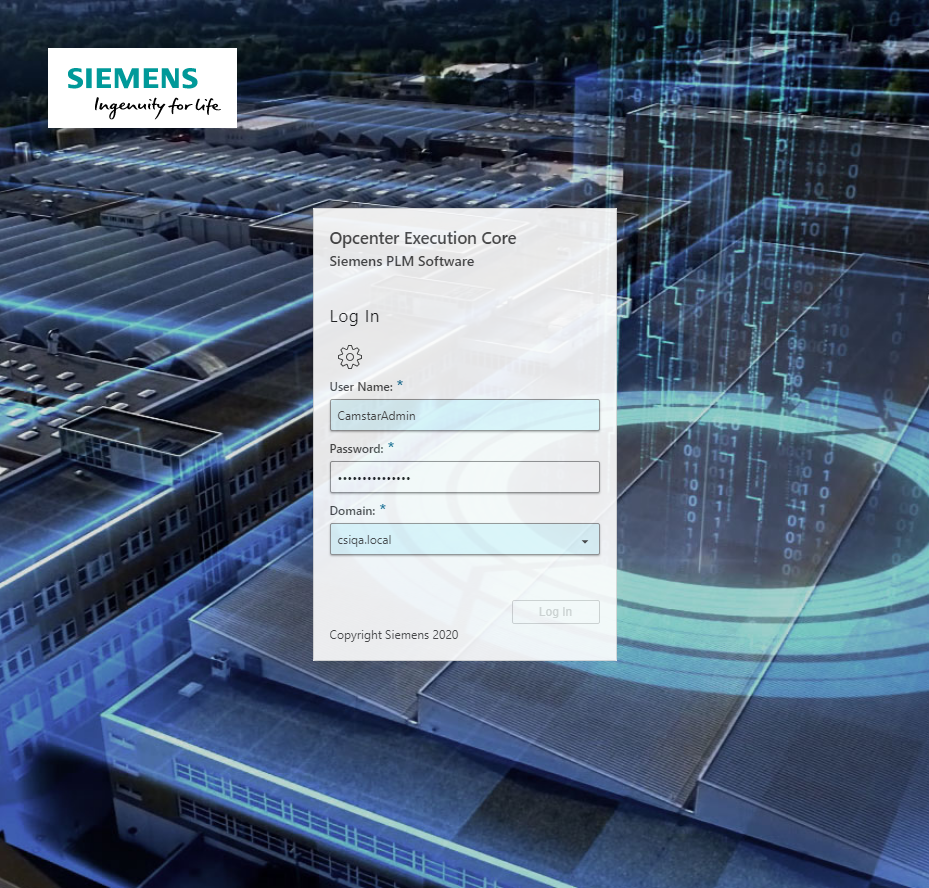 SIEMENS
Ingenuity for life
Opcenter Execution Core
Siemens PLM Software
Log In
User Name: *
CamstarAdmin
Password: *
•••••••••••••••
Domain: *
csiqa.local
Log In
Copyright Siemens 2020